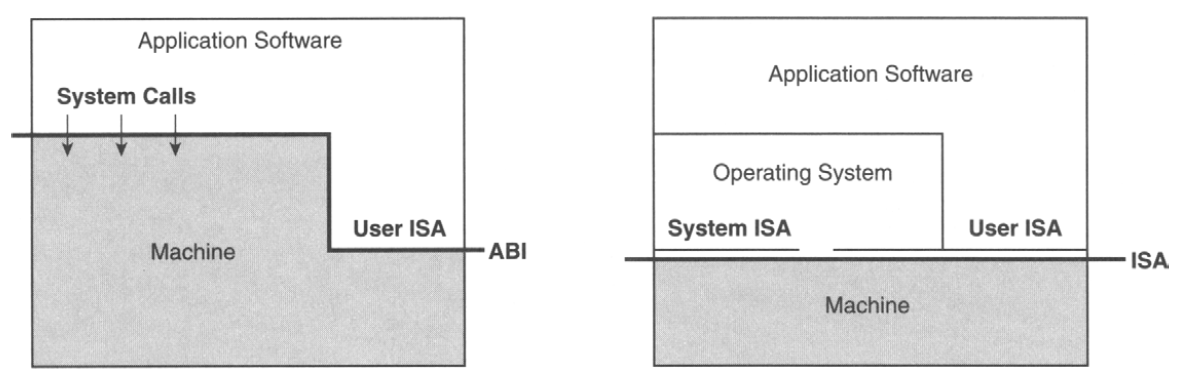 Application Software
System Calls
User ISA
Machine
ABI
Application Software
Operating System
System ISA
User ISA
ISA
Machine